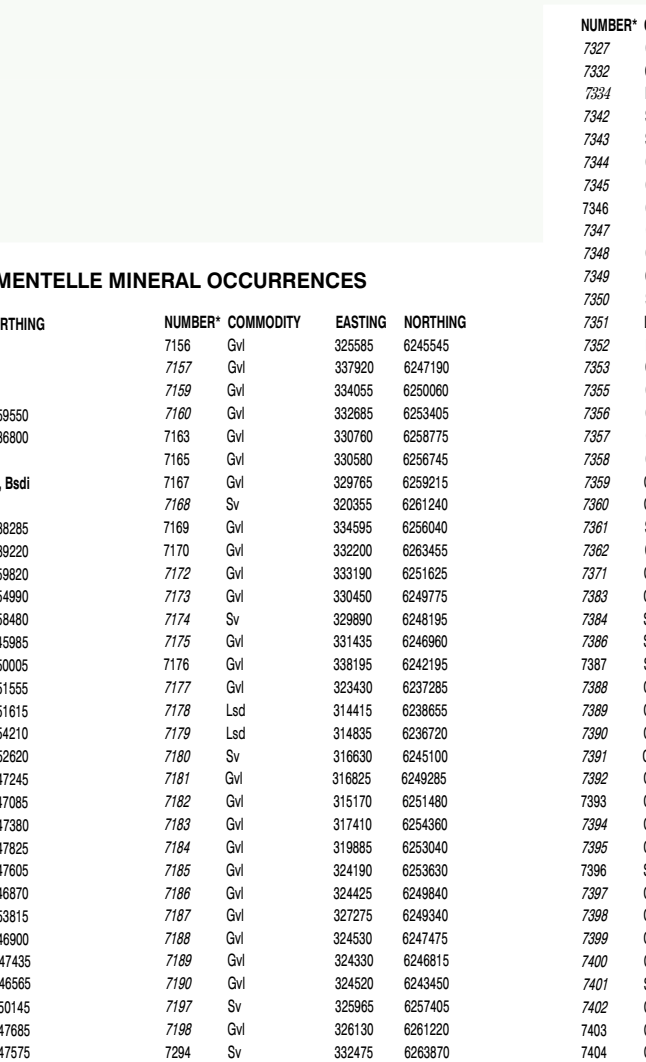 MENTELLE MINERAL OCCURRENCES
RTHING
59550
36800
, Bsdi
38285
39220
59820
54990
58480
45985
50005
51555
51615
54210
52620
47245
47085
47380
47825
47605
46870
53815
46900
47435
46565
50145
47685
47575
NUMBER* COMMODITY EASTING NORTHING
7156 Gvl 325585 6245545
7157 Gvl 337920 6247190
7159 Gvl 334055 6250060
7160 Gvl 332685 6253405
7163 Gvl 330760 6258775
7165 Gvl 330580 6256745
7167 Gvl 329765 6259215
7168 Sv 320355 6261240
7169 Gvl 334595 6256040
7170 Gvl 332200 6263455
7172 Gvl 333190 6251625
7173 Gvl 330450 6249775
7174 Sv 329890 6248195
7175 Gvl 331435 6246960
7176 Gvl 338195 6242195
7177 Gvl 323430 6237285
7178 Lsd 314415 6238655
7179 Lsd 314835 6236720
7180 Sv 316630 6245100
7181 Gvl 316825 6249285
7182 Gvl 315170 6251480
7183 Gvl 317410 6254360
7184 Gvl 319885 6253040
7185 Gvl 324190 6253630
7186 Gvl 324425 6249840
7187 Gvl 327275 6249340
7188 Gvl 324530 6247475
7189 Gvl 324330 6246815
7190 Gvl 324520 6243450
7197 Sv 325965 6257405
7198 Gvl 326130 6261220
7294 Sv 332475 6263870
NUMBER*
7327
7332
7334
7342
7343
7344
7345
7346
7347
7348
7349
7350
7351
7352
7353
7355
7356
7357
7358
7359
7360
7361
7362
7371
7383
7384
7386
7387
7388
7389
7390
7391
7392
7393
7394
7395
7396
7397
7398
7399
7400
7401
7402
7403
7404